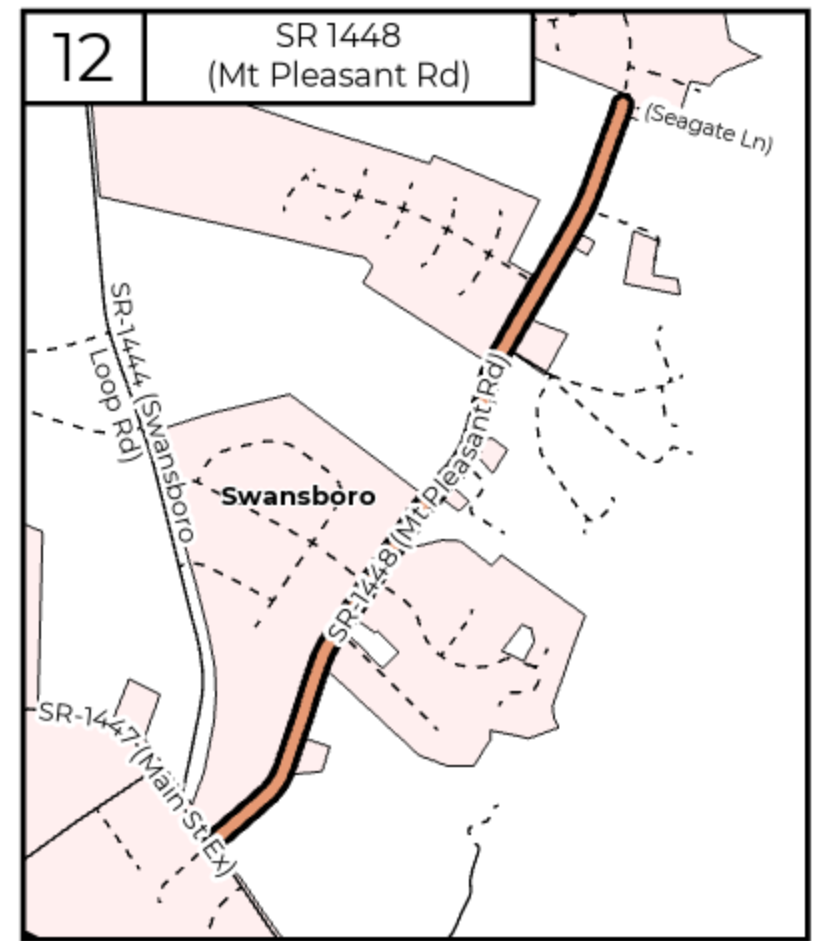 12
SR 1448
(Mt Pleasant Rd)
(Seagate Ln)
SR-1444 (Swansboro
Loop Rd)
Swansboro
SR-1448 (Mt Pleasant Rd)
SR-1447 (Main St Ex)